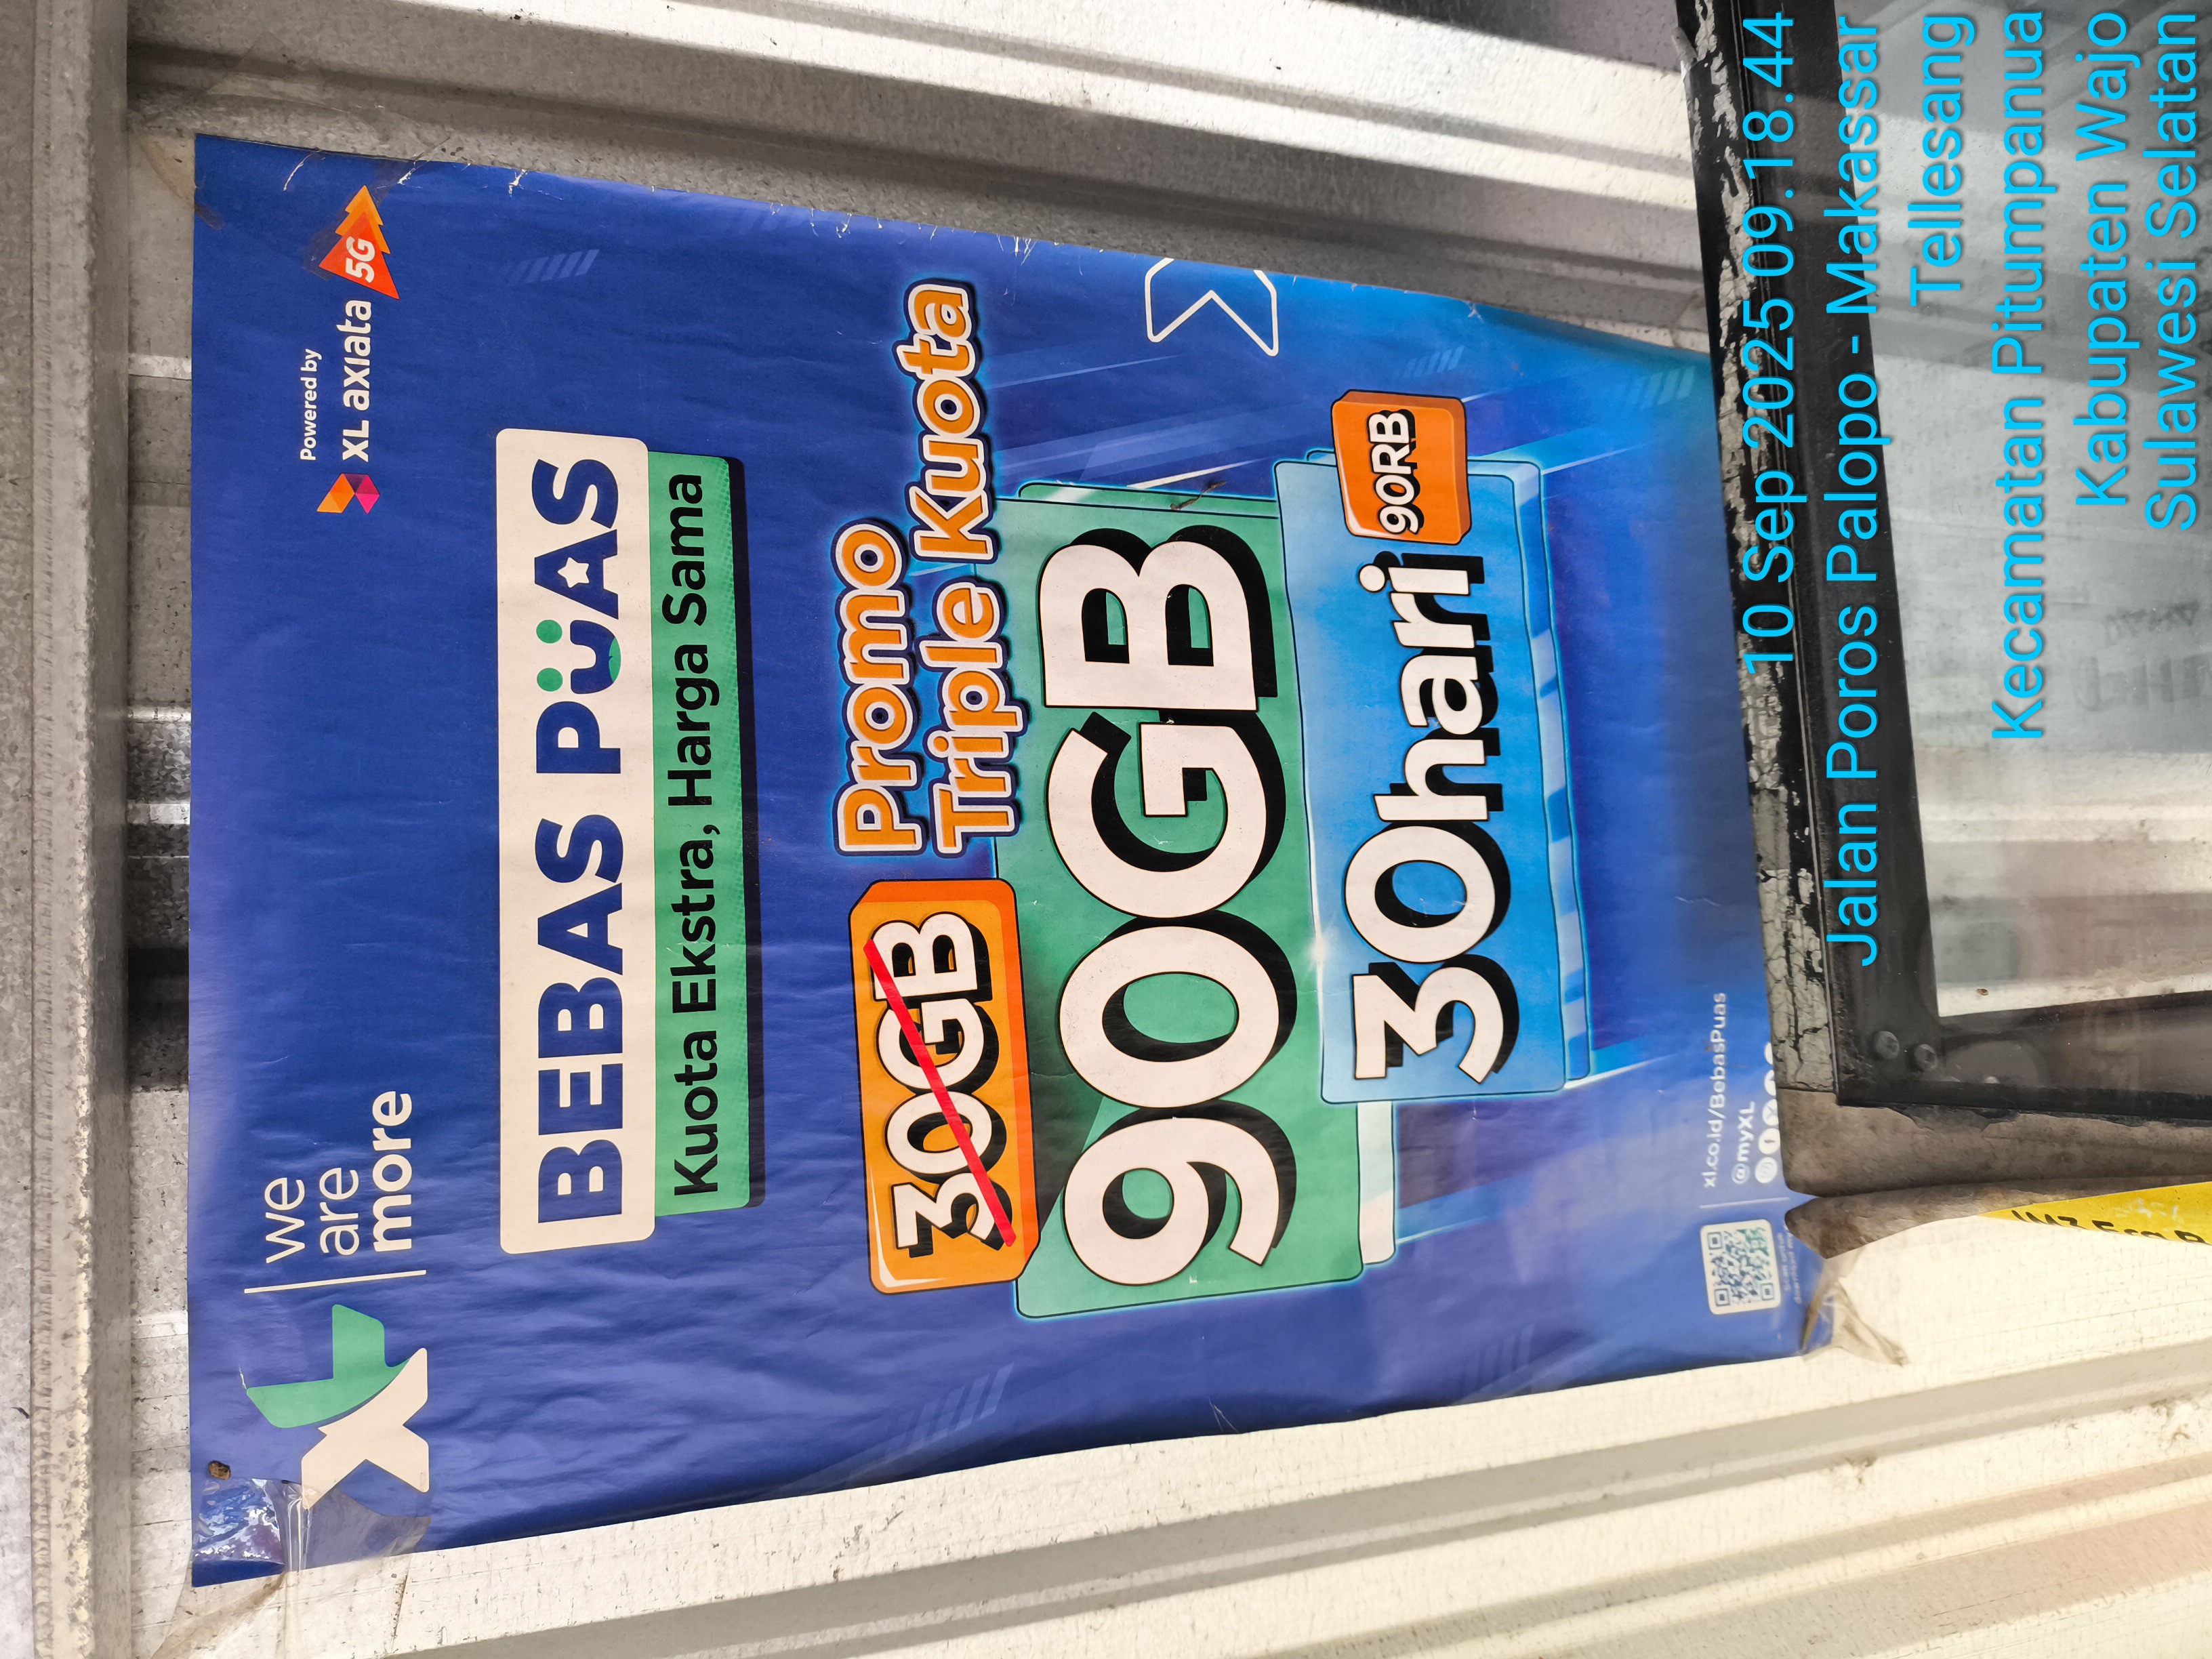 XL
we
are
more
Powered by
XL axiata 5G
BEBAS PUAS
Kuota Ekstra, Harga Sama
Promo
Triple Kuota
30GB
90GB
30hari
90RB
xl.co.id/BebasPuas
@myXL
10 Sep 2025 09.18.44
Jalan Poros Palopo - Makassar
Tellesang
Kecamatan Pitumpanua
Kabupaten Wajo
Sulawesi Selatan